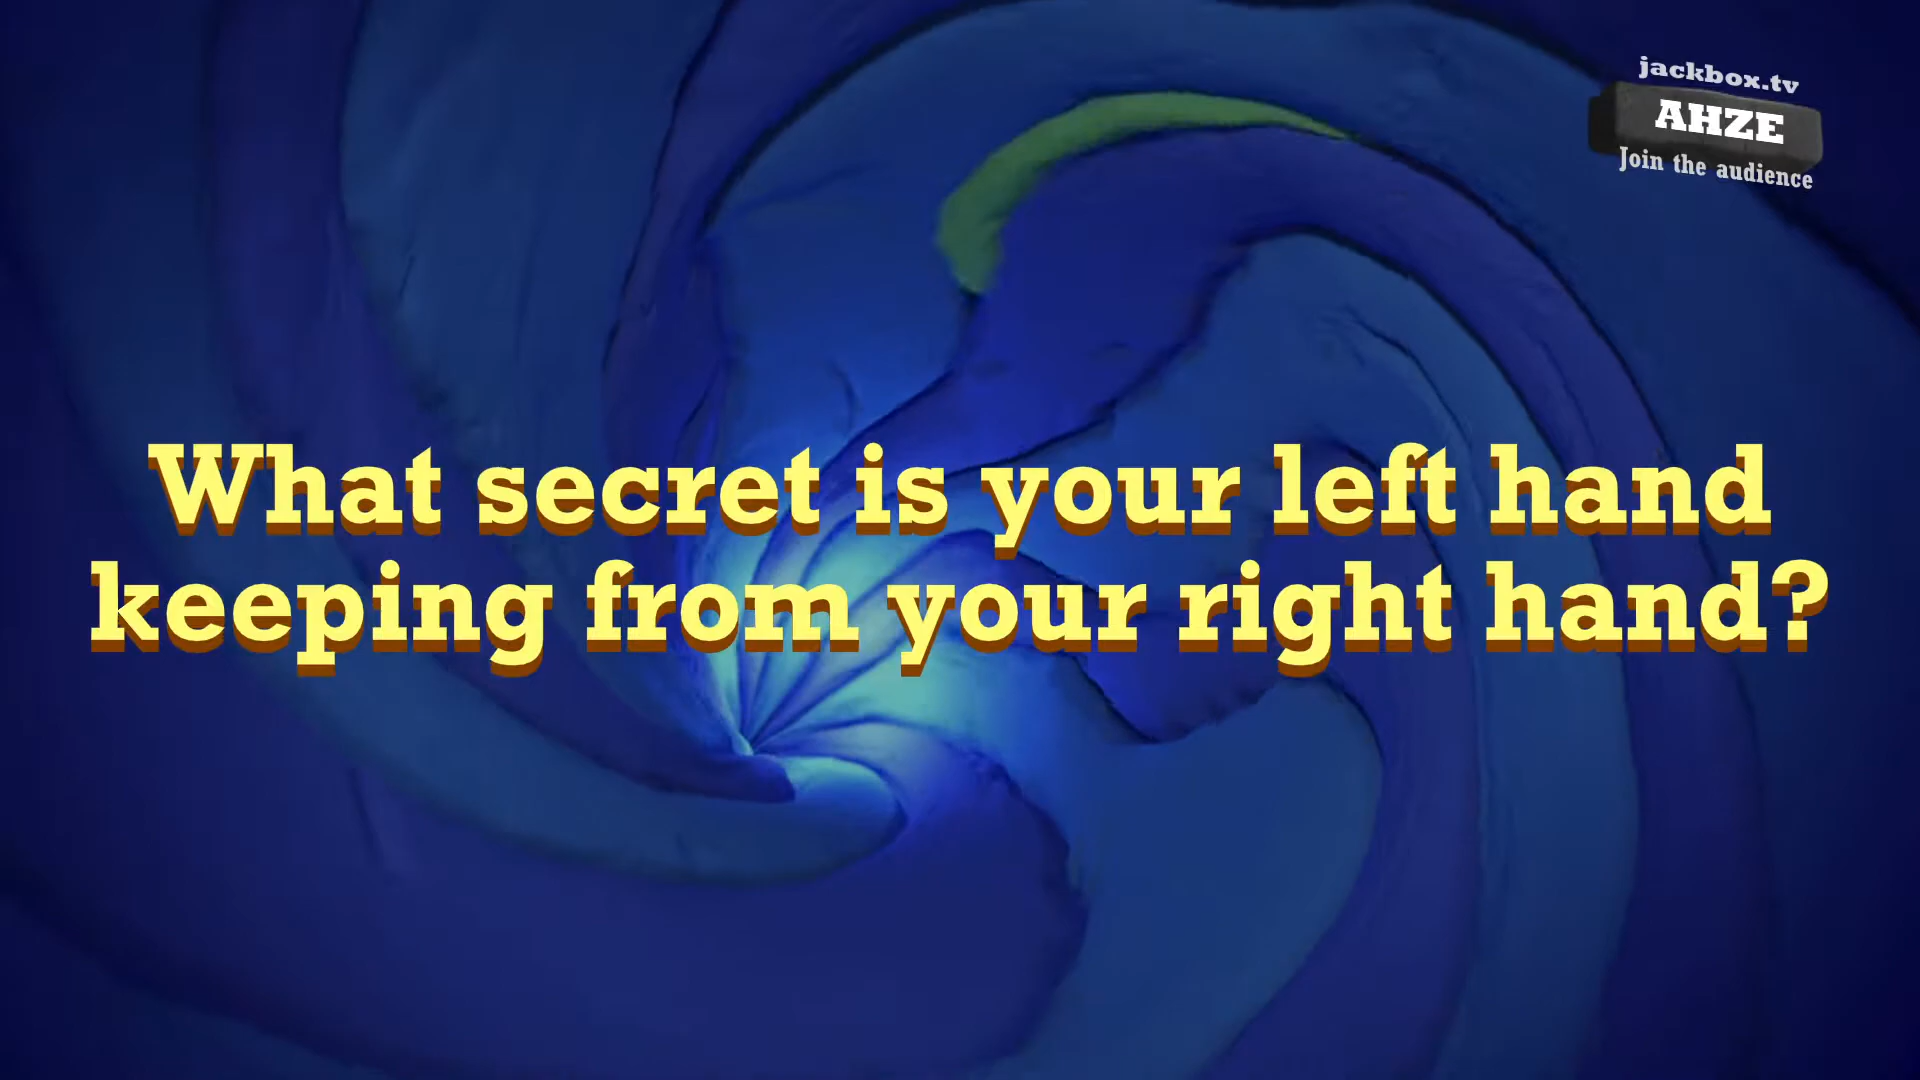 jackbox.tv
AHZE
Join the audience
What secret is your left hand
keeping from your right hand?